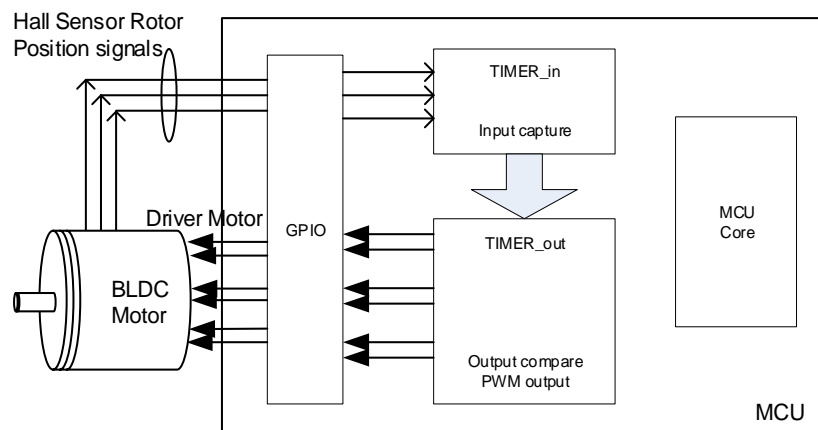 Hall Sensor Rotor
Position signals
TIMER_in
Input capture
Driver Motor
GPIO
TIMER_out
MCU
Core
BLDC
Motor
Output compare
PWM output
MCU